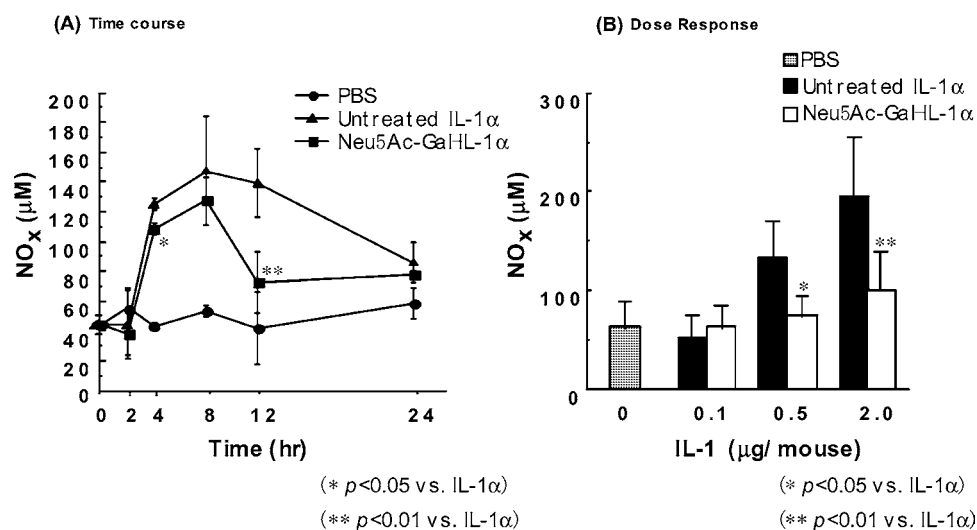 (A) Time course
PBS
Untreated IL-1α
Neu5Ac-GaHL-1α
NOx (μM)
200
180
160
140
120
100
80
60
40
20
0
*
**
0 2 4 8 12 24
Time (hr)
(* p<0.05 vs. IL-1α)
(** p<0.01 vs. IL-1α)
(B) Dose Response
PBS
Untreated IL-1α
Neu5Ac-GaHL-1α
NOx (μM)
300
200
100
0
*
**
0 0.1 0.5 2.0
IL-1 (μg/ mouse)
(* p<0.05 vs. IL-1α)
(** p<0.01 vs. IL-1α)